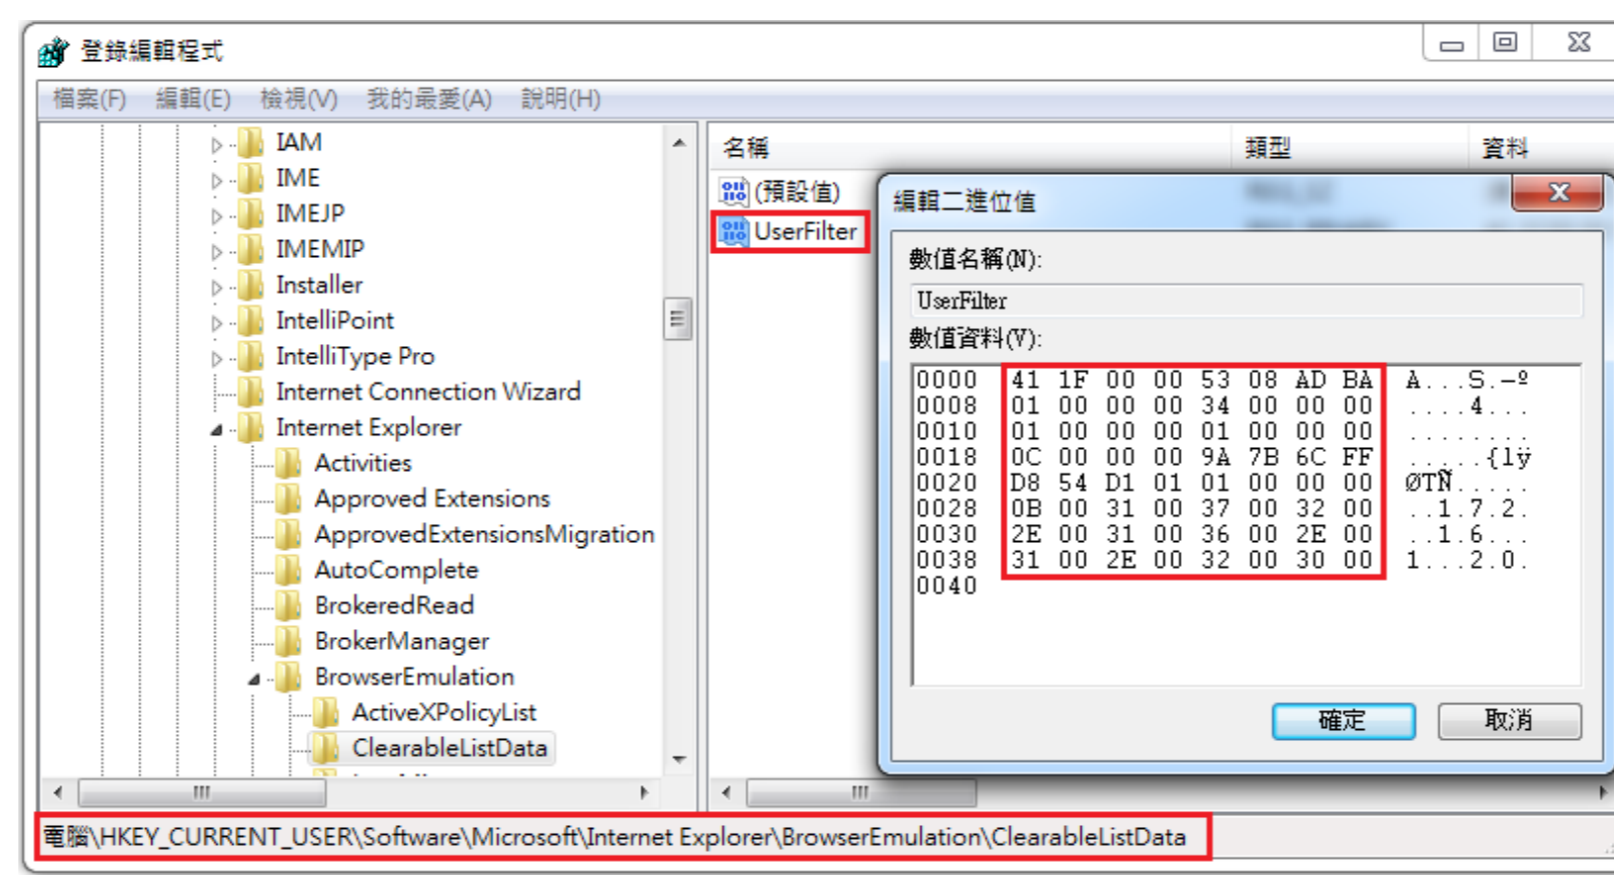 登錄編輯程式
檔案(F) 編輯(E) 檢視(V) 我的最愛(A) 說明(H)
IAM
IME
IMEJP
IMEMIP
Installer
IntelliPoint
IntelliType Pro
Internet Connection Wizard
Internet Explorer
Activities
Approved Extensions
ApprovedExtensionsMigration
AutoComplete
BrokeredRead
BrokerManager
BrowserEmulation
ActiveXPolicyList
ClearableListData
名稱 類型 資料
(預設值)
UserFilter
編輯二進位值
數值名稱(N):
UserFilter
數值資料(V):
0000 41 1F 00 00 53 08 AD BA A...S.-º
0008 01 00 00 00 34 00 00 00 ....4...
0010 01 00 00 00 01 00 00 00 ........
0018 0C 00 00 00 9A 7B 6C FF .....{lÿ
0020 D8 54 D1 01 01 00 00 00 ØTÑ.....
0028 0B 00 31 00 37 00 32 00 ..1.7.2.
0030 2E 00 31 00 36 00 2E 00 ..1.6...
0038 31 00 2E 00 32 00 30 00 1...2.0.
0040
確定 取消
電腦\HKEY_CURRENT_USER\Software\Microsoft\Internet Explorer\BrowserEmulation\ClearableListData